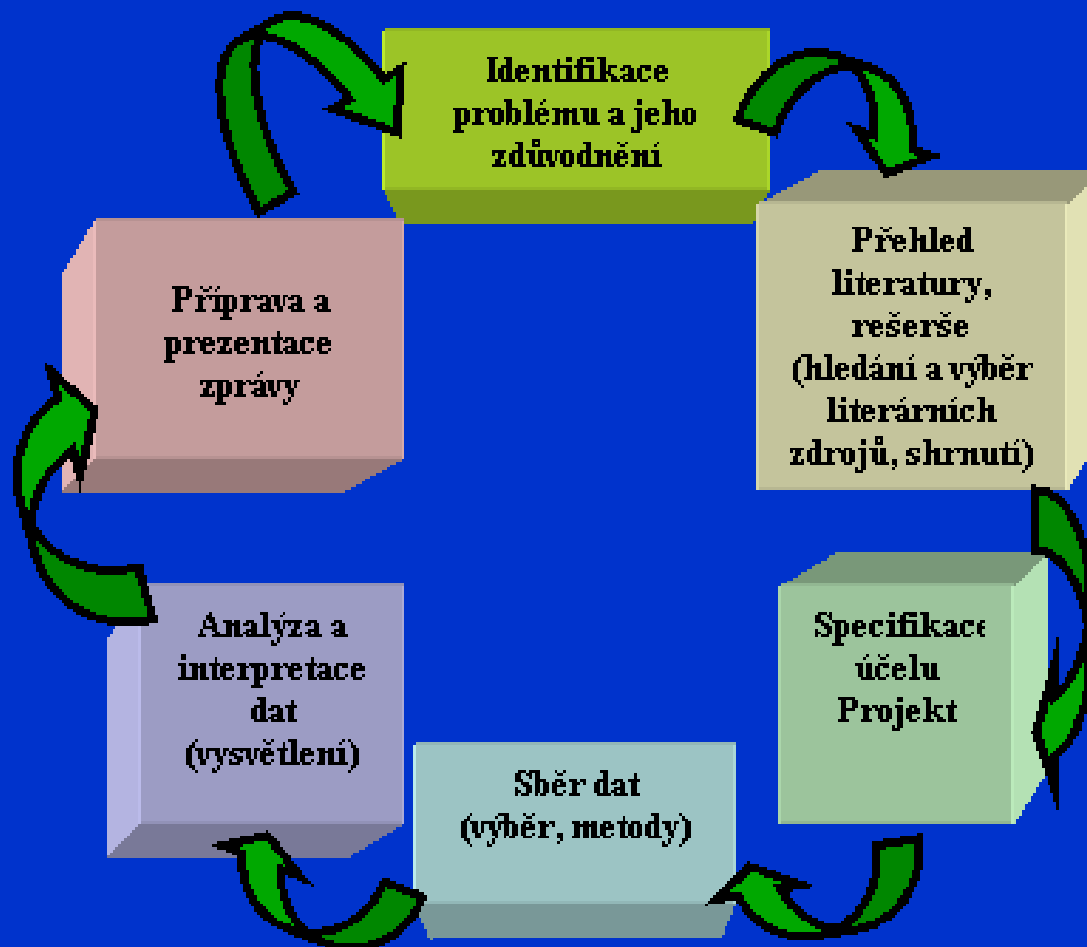 Identifikace
problému a jeho
zdůvodnění
Přehled
literatury,
rešerše
(hledání a výběr
literárních
zdrojů, shrnutí)
Specifikace
účelu
Projekt
Sběr dat
(výběr, metody)
Analýza a
interpretace
dat
(vysvětlení)
Příprava a
prezentace
zprávy